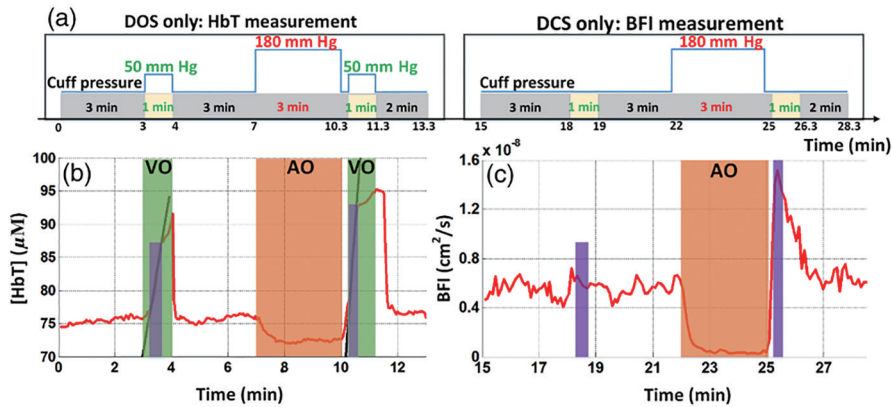 (a)
DOS only: HbT measurement
DCS only: BFI measurement
180 mm Hg
180 mm Hg
50 mm Hg
50 mm Hg
Cuff pressure
Cuff pressure
3 min 1 min 3 min 3 min 1 min 2 min
3 min 1 min 3 min 3 min 1 min 2 min
0 3 4 7 10.3 11.3 13.3
15 18 19 22 25 26.3 28.3
Time (min)
(b)
VO AO VO
[HbT] (μM)
100
95
90
85
80
75
70
0 2 4 6 8 10 12
Time (min)
(c)
x 10⁻⁸
AO
BFI (cm²/s)
1.6
1.2
0.8
0.4
0
15 17 19 21 23 25 27
Time (min)